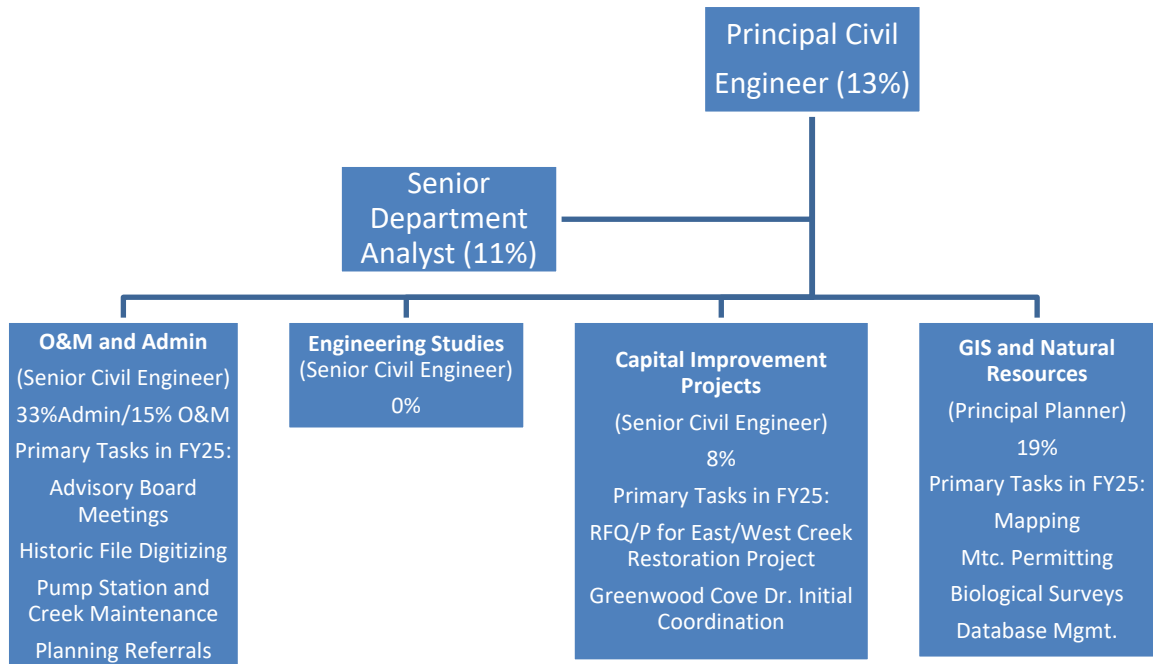 Principal Civil
Engineer (13%)
Senior
Department
Analyst (11%)
O&M and Admin
(Senior Civil Engineer)
33%Admin/15% O&M
Primary Tasks in FY25:
Advisory Board
Meetings
Historic File Digitizing
Pump Station and
Creek Maintenance
Planning Referrals
Engineering Studies
(Senior Civil Engineer)
0%
Capital Improvement
Projects
(Senior Civil Engineer)
8%
Primary Tasks in FY25:
RFQ/P for East/West Creek
Restoration Project
Greenwood Cove Dr. Initial
Coordination
GIS and Natural
Resources
(Principal Planner)
19%
Primary Tasks in FY25:
Mapping
Mtc. Permitting
Biological Surveys
Database Mgmt.